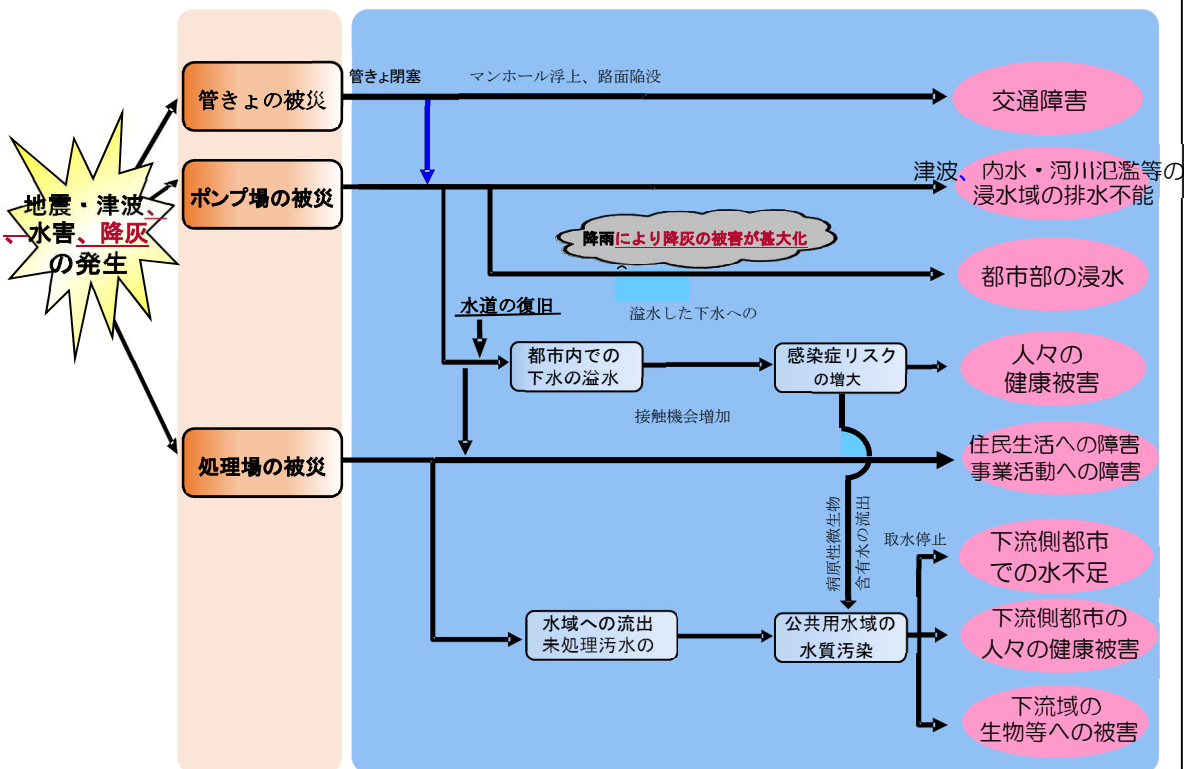 地震・津波、
、水害、降灰
の発生
管きょの被災
ポンプ場の被災
処理場の被災
管きょ閉塞
マンホール浮上、路面陥没
交通障害
津波、内水・河川氾濫等の
浸水域の排水不能
降雨により降灰の被害が甚大化
都市部の浸水
溢水した下水への
水道の復旧
都市内での
下水の溢水
感染症リスク
の増大
人々の
健康被害
接触機会増加
住民生活への障害
事業活動への障害
病原性微生物
含有水の流出
取水停止
下流側都市
での水不足
水域への流出
未処理汚水の
公共用水域の
水質汚染
下流側都市の
人々の健康被害
下流域の
生物等への被害